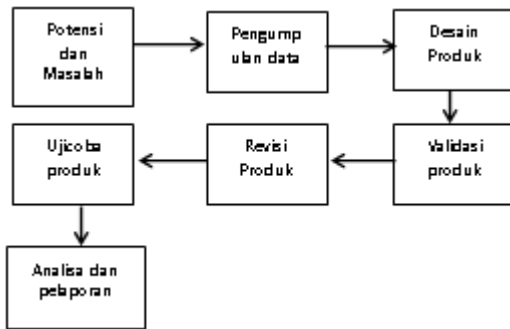 Potensi
dan
Masalah
Pengump
ulan data
Desain
Produk
Validasi
produk
Revisi
Produk
Ujicoba
produk
Analisa dan
pelaporan